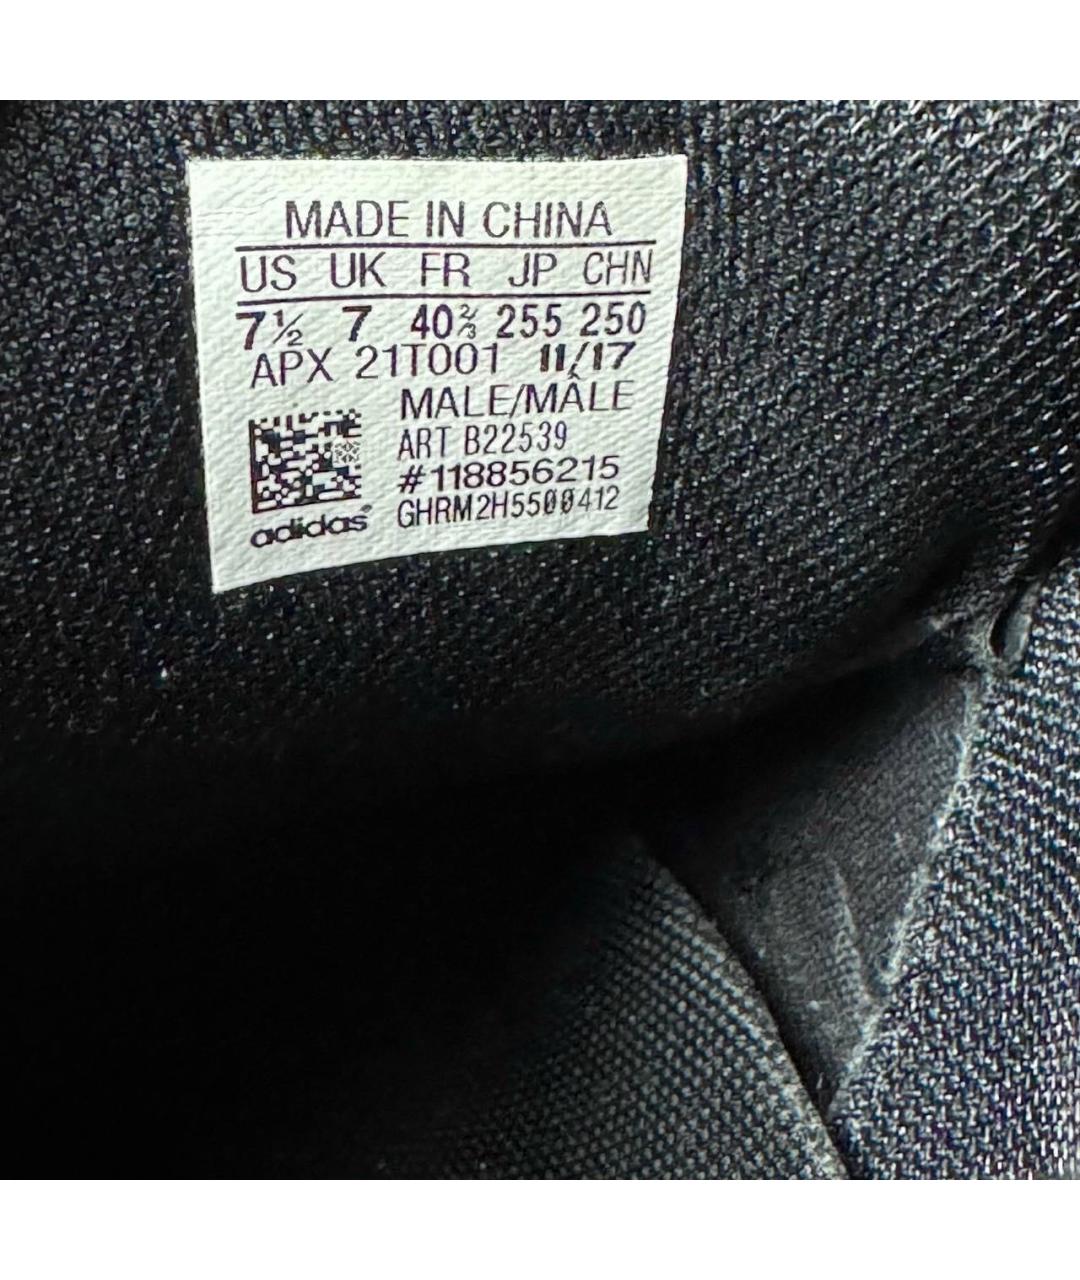 MADE IN CHINA
US UK FR JP CHN
7½ 7 40⅔ 255 250
APX 21T001 11/17
MALE/MÂLE
ART B22539
#118856215
GHRM2H5500412
adidas®